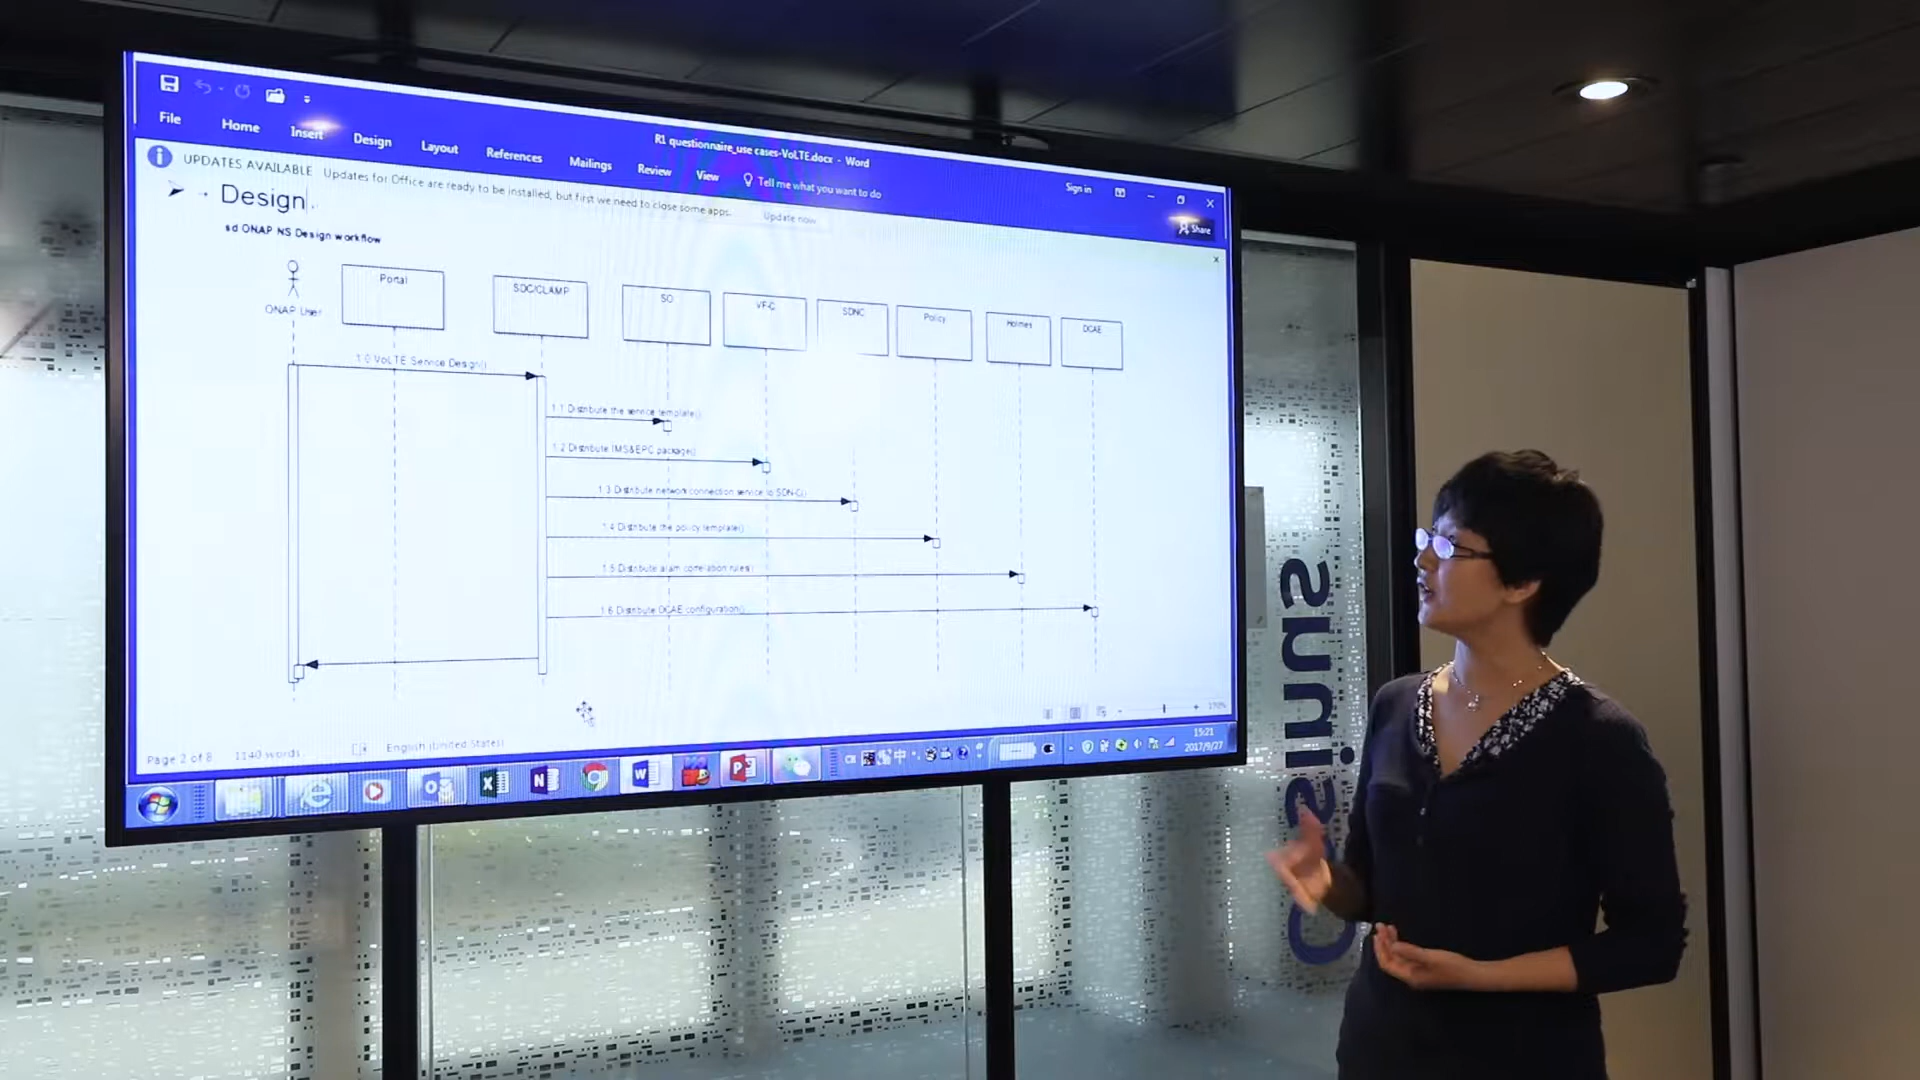 R1 questionnaire_use cases-VoLTE.docx - Word
File Home Insert Design Layout References Mailings Review View Tell me what you want to do
Sign in
Share
UPDATES AVAILABLE Updates for Office are ready to be installed, but first we need to close some apps. Update now
Design
sd ONAP NS Design workflow
ONAP User
Portal
SDC/CLAMP
SO
VF-C
SDNC
Policy
Holmes
DCAE
1.0 VoLTE Service Design()
1.1 Distribute the service template()
1.2 Distribute IMS&EPC package()
1.3 Distribute network connection service to SDN-C()
1.4 Distribute the policy template()
1.5 Distribute alarm correlation rules()
1.6 Distribute DCAE configuration()
170%
Page 2 of 8 1140 words English (United States)
中
15:21
2017/9/27